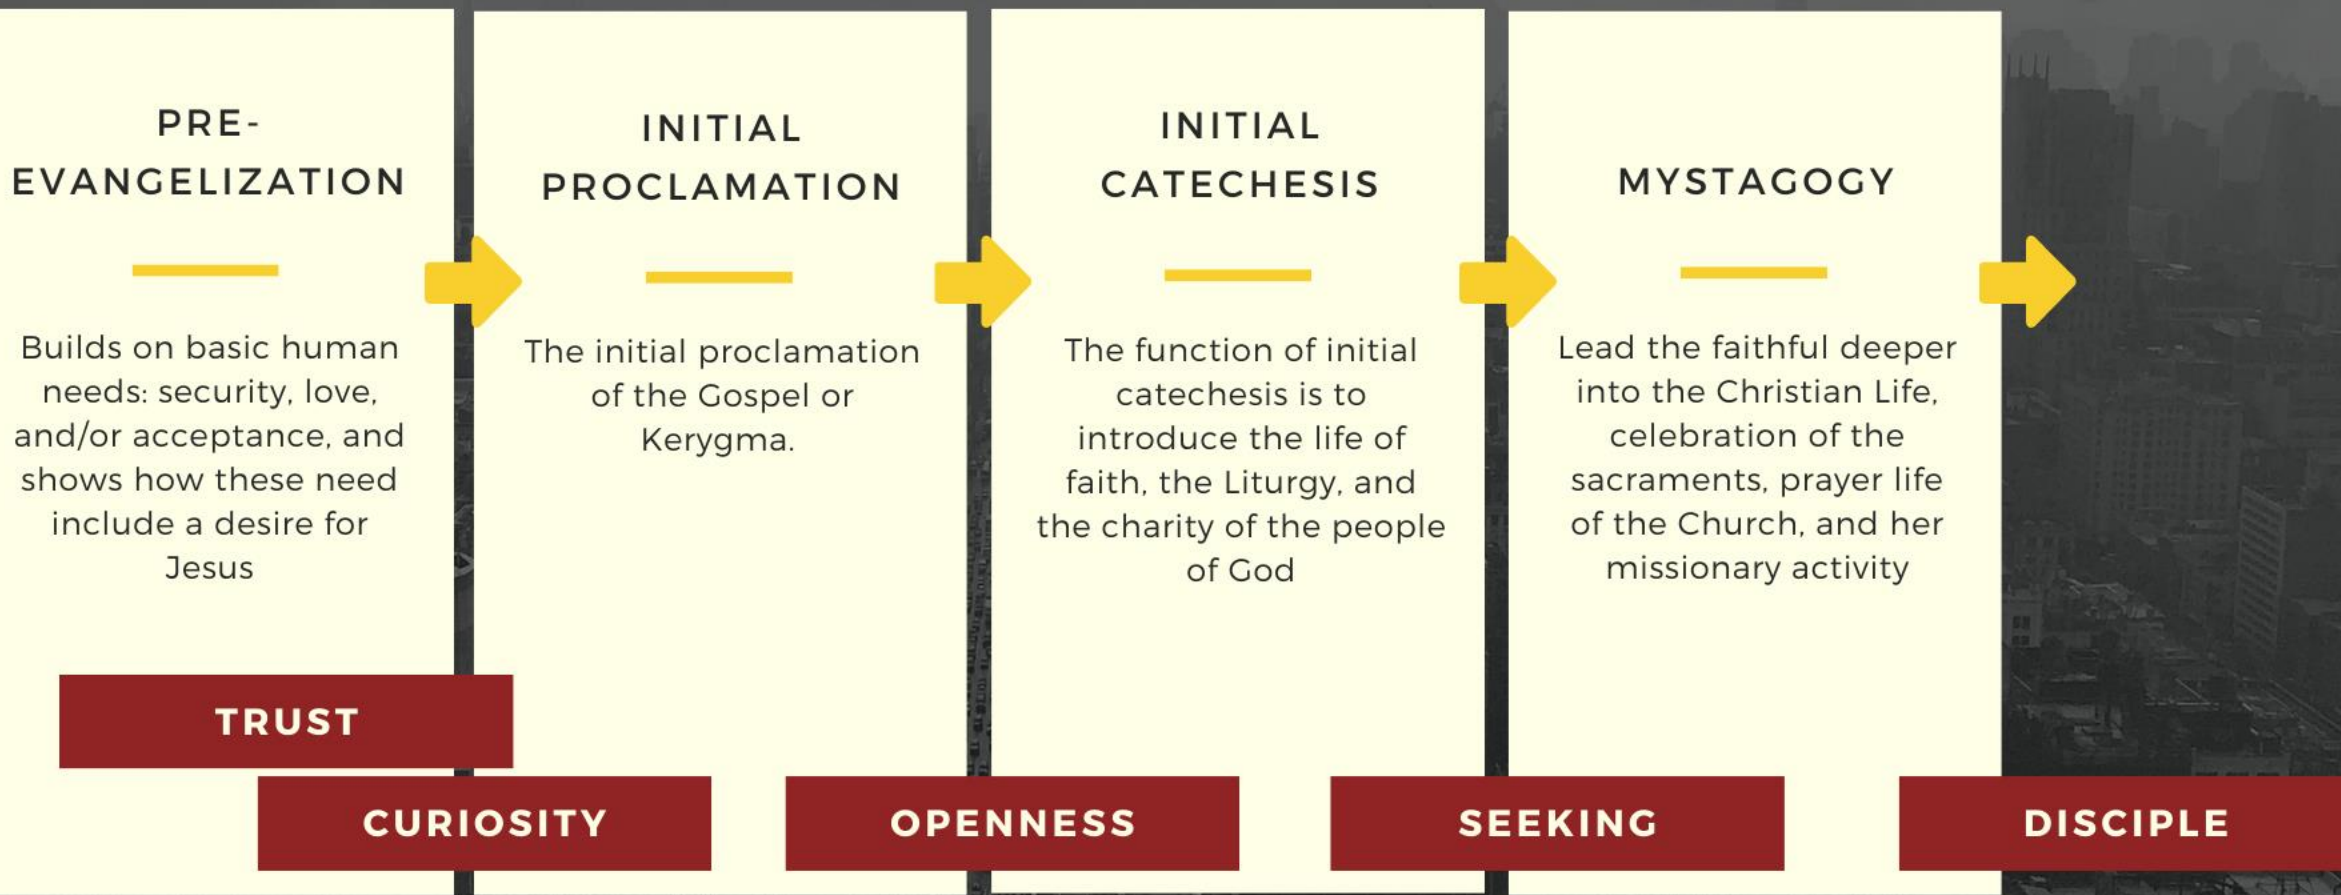 PRE-
EVANGELIZATION
Builds on basic human
needs: security, love,
and/or acceptance, and
shows how these need
include a desire for
Jesus
INITIAL
PROCLAMATION
The initial proclamation
of the Gospel or
Kerygma.
INITIAL
CATECHESIS
The function of initial
catechesis is to
introduce the life of
faith, the Liturgy, and
the charity of the people
of God
MYSTAGOGY
Lead the faithful deeper
into the Christian Life,
celebration of the
sacraments, prayer life
of the Church, and her
missionary activity
TRUST
CURIOSITY
OPENNESS
SEEKING
DISCIPLE